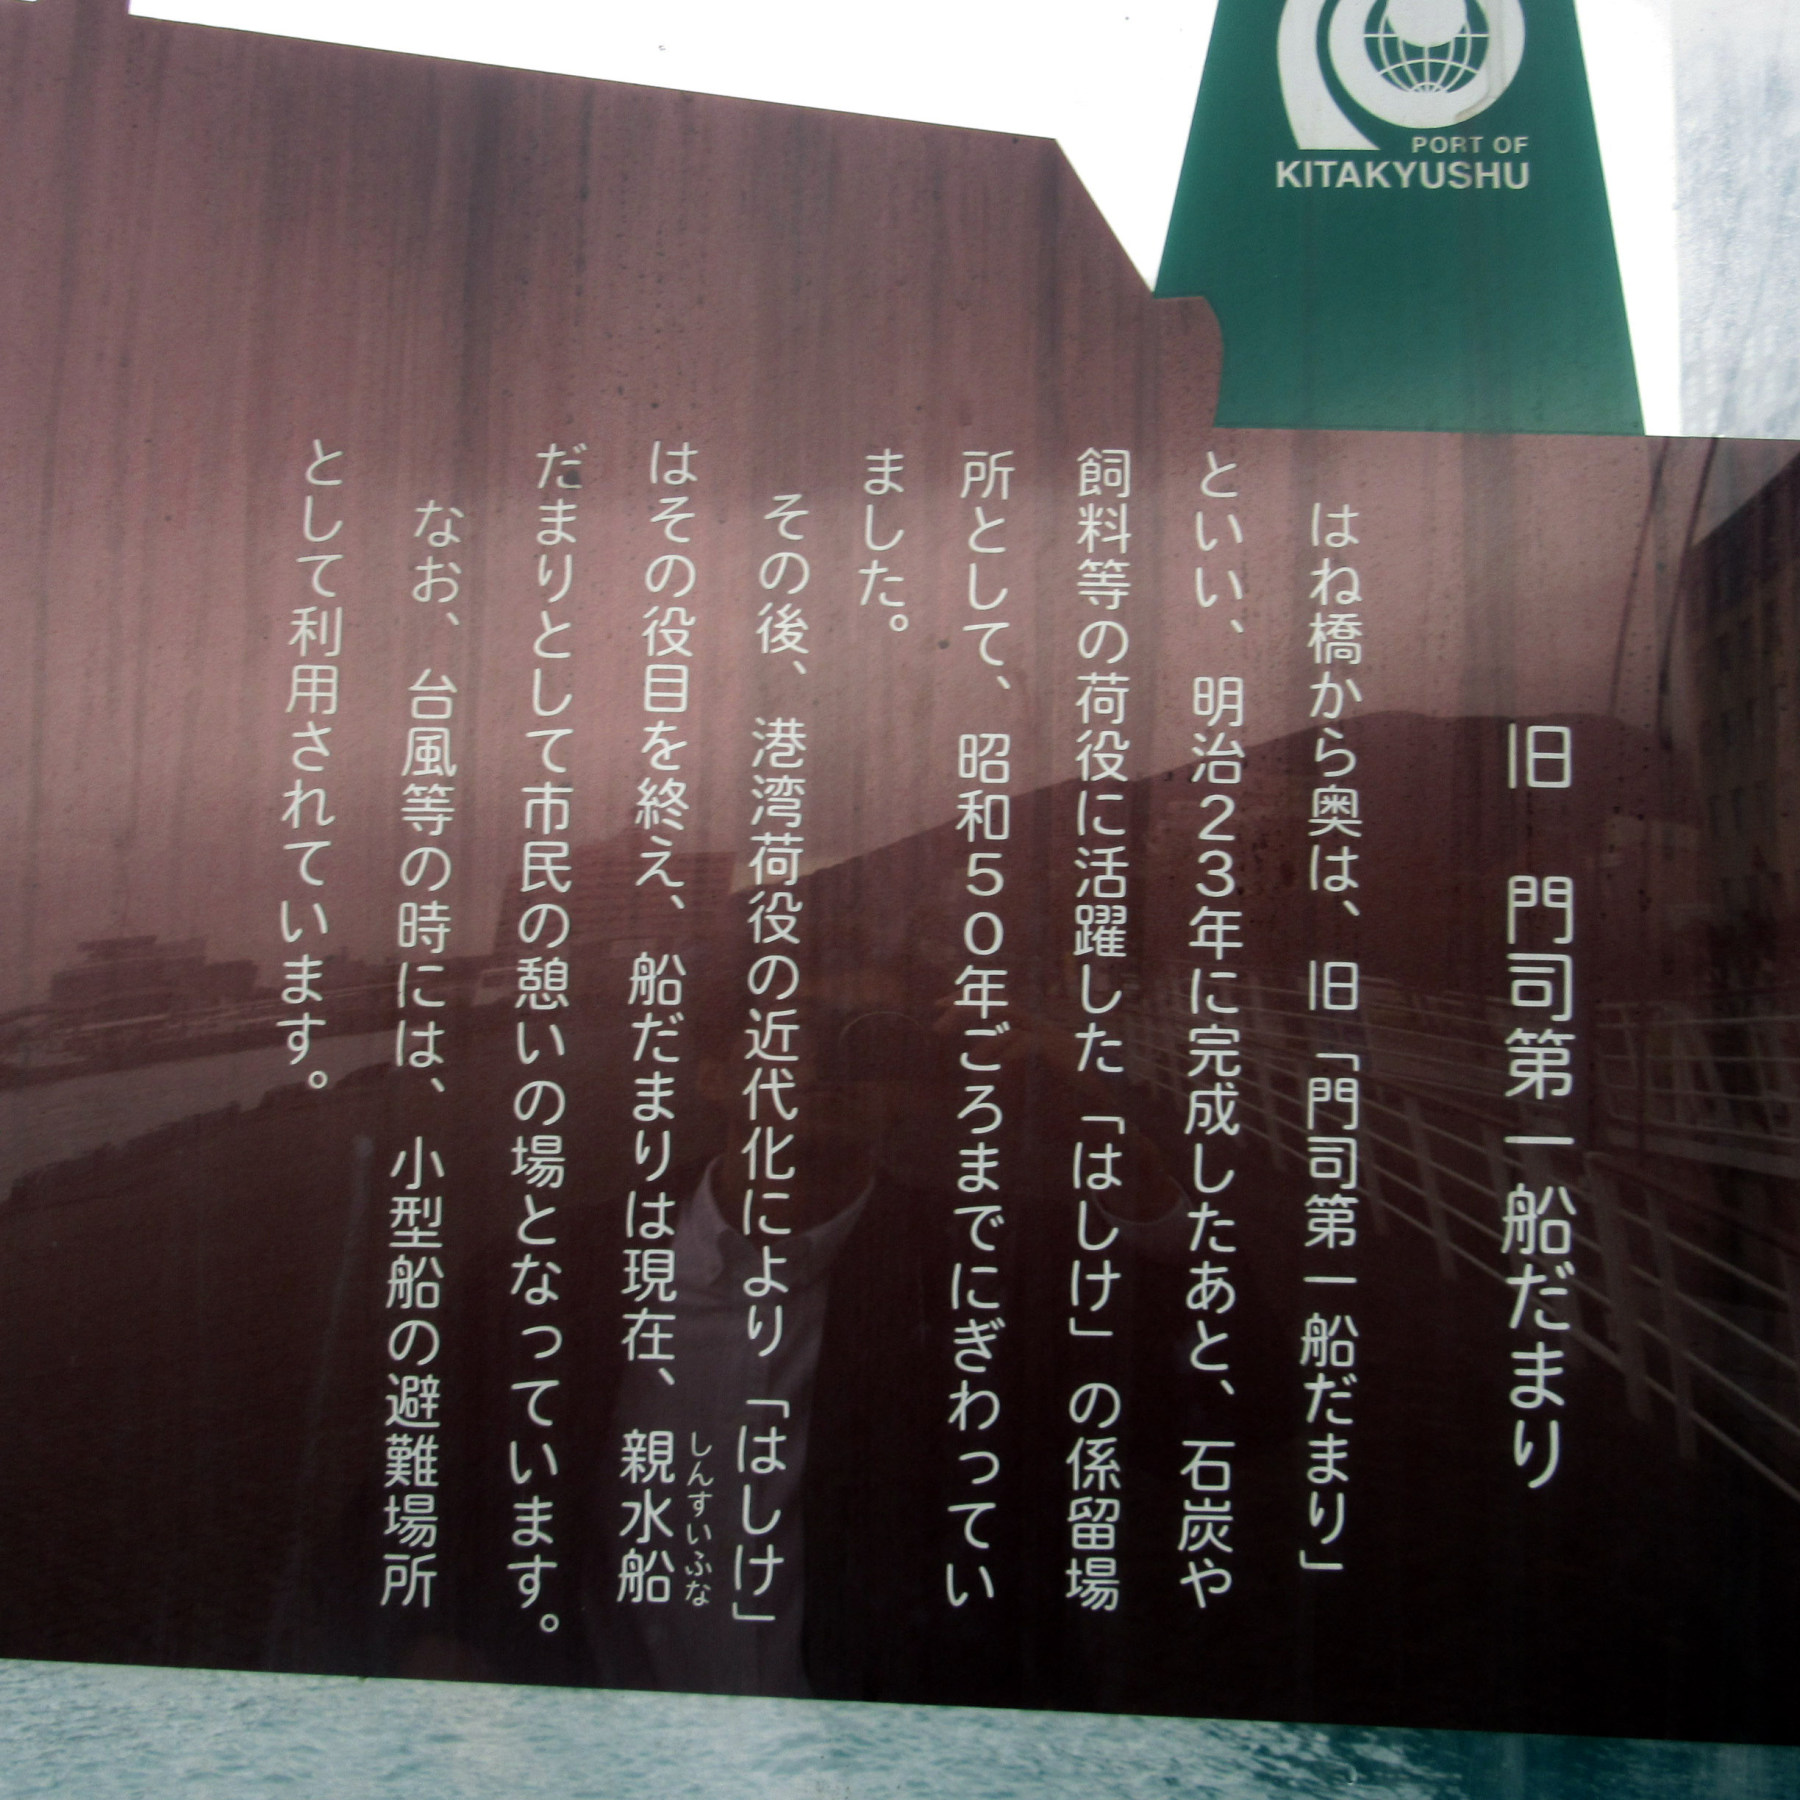 PORT OF
KITAKYUSHU
旧　門司第一船だまり
はね橋から奥は、旧「門司第一船だまり」
といい、明治２３年に完成したあと、石炭や
飼料等の荷役に活躍した「はしけ」の係留場
所として、昭和５０年ごろまでにぎわってい
ました。
その後、港湾荷役の近代化により「はしけ」
はその役目を終え、船だまりは現在、親水船
しんすいふな
だまりとして市民の憩いの場となっています。
なお、台風等の時には、小型船の避難場所
として利用されています。